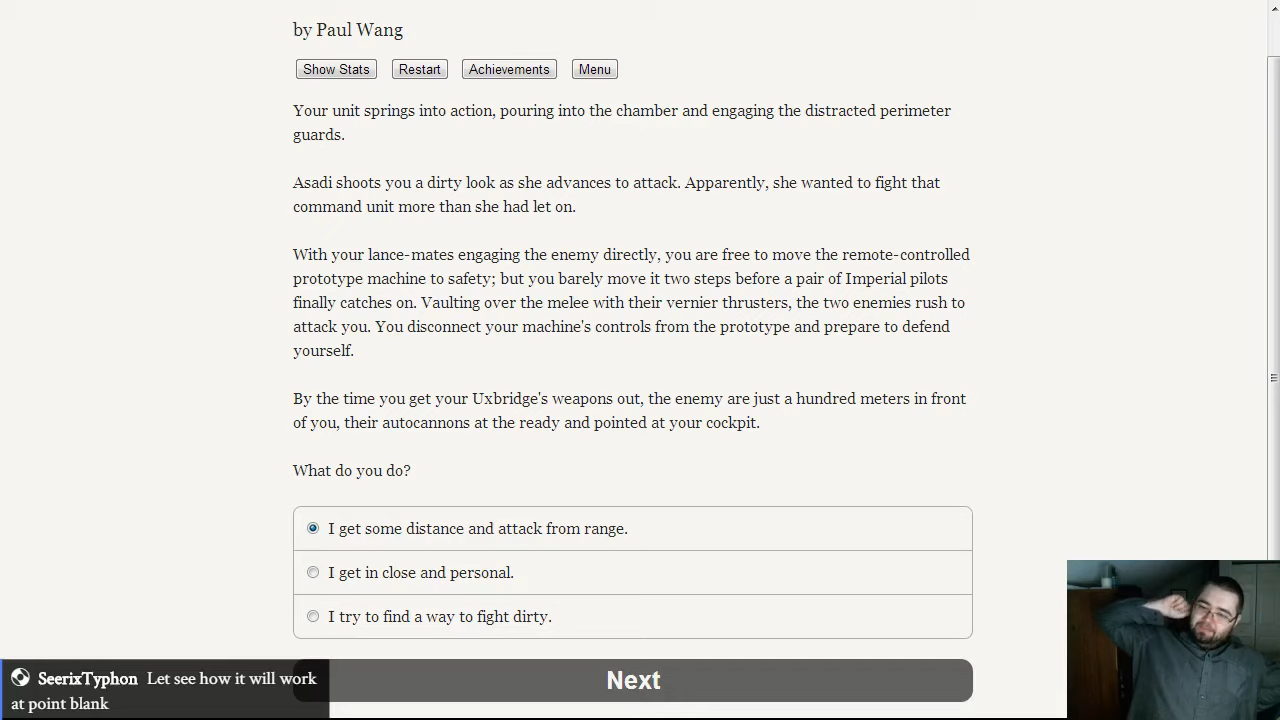 by Paul Wang
Show Stats
Restart
Achievements
Menu
Your unit springs into action, pouring into the chamber and engaging the distracted perimeter
guards.
Asadi shoots you a dirty look as she advances to attack. Apparently, she wanted to fight that
command unit more than she had let on.
With your lance-mates engaging the enemy directly, you are free to move the remote-controlled
prototype machine to safety; but you barely move it two steps before a pair of Imperial pilots
finally catches on. Vaulting over the melee with their vernier thrusters, the two enemies rush to
attack you. You disconnect your machine's controls from the prototype and prepare to defend
yourself.
By the time you get your Uxbridge's weapons out, the enemy are just a hundred meters in front
of you, their autocannons at the ready and pointed at your cockpit.
What do you do?
I get some distance and attack from range.
I get in close and personal.
I try to find a way to fight dirty.
Next
SeerixTyphon Let see how it will work
at point blank